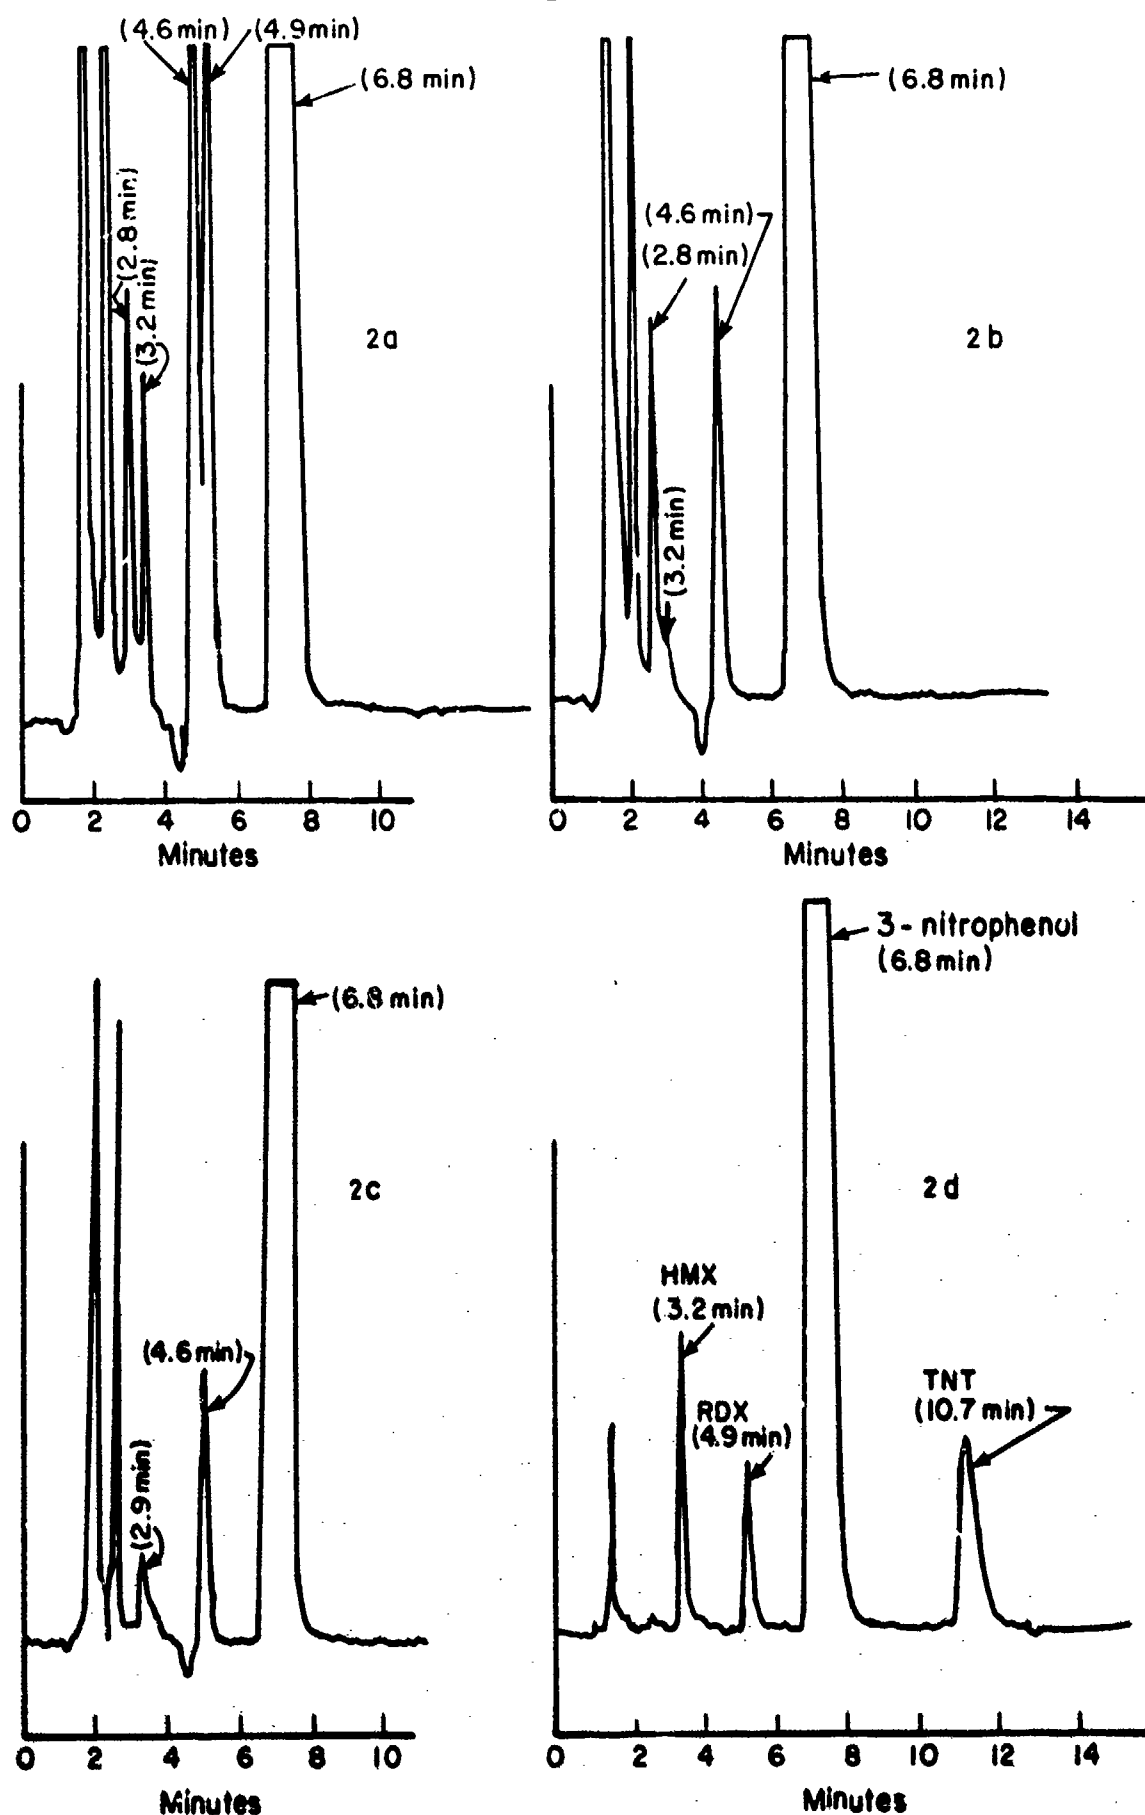 (4.6 min) (4.9 min)
(6.8 min)
(2.8 min)
(3.2 min)
2a
0 2 4 6 8 10
Minutes
(6.8 min)
(4.6 min)
(2.8 min)
2b
(3.2 min)
0 2 4 6 8 10 12 14
Minutes
(6.8 min)
2c
(4.6 min)
(2.9 min)
0 2 4 6 8 10
Minutes
3-nitrophenol
(6.8 min)
2d
HMX
(3.2 min)
RDX
(4.9 min)
TNT
(10.7 min)
0 2 4 6 8 10 12 14
Minutes